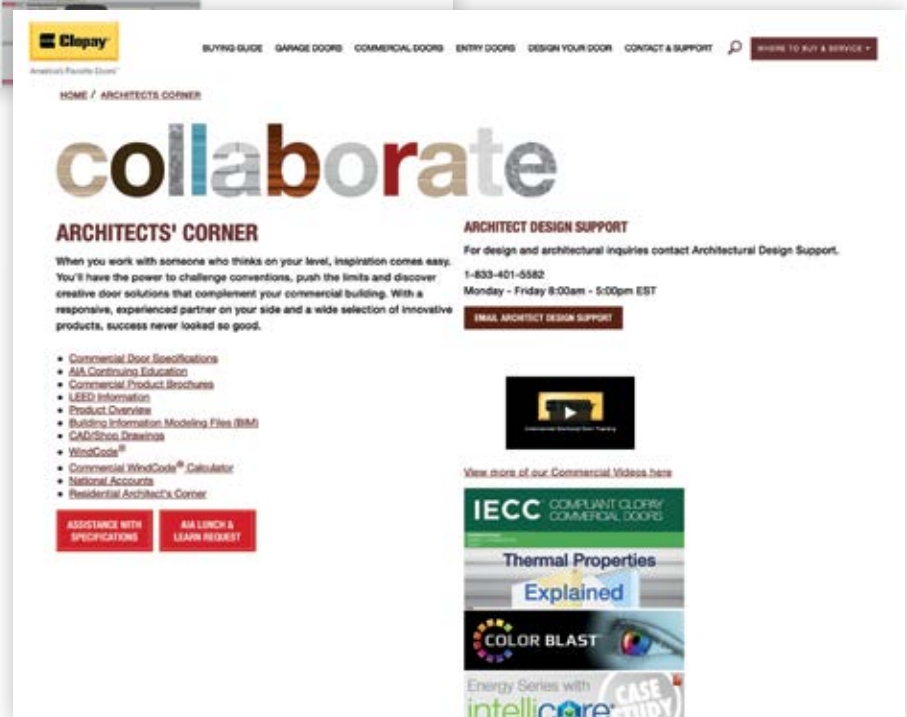 Clopay
America's Favorite Doors
BUYING GUIDE GARAGE DOORS COMMERCIAL DOORS ENTRY DOORS DESIGN YOUR DOOR CONTACT & SUPPORT WHERE TO BUY & SERVICE
HOME / ARCHITECTS CORNER
collaborate
ARCHITECTS' CORNER
When you work with someone who thinks on your level, inspiration comes easy.
You'll have the power to challenge conventions, push the limits and discover
creative door solutions that complement your commercial building. With a
responsive, experienced partner on your side and a wide selection of innovative
products, success never looked so good.
• Commercial Door Specifications
• AIA Continuing Education
• Commercial Product Brochures
• LEED Information
• Product Overview
• Building Information Modeling Files (BIM)
• CAD/Shop Drawings
• WindCode®
• Commercial WindCode® Calculator
• National Accounts
• Residential Architect's Corner
ASSISTANCE WITH
SPECIFICATIONS
AIA LUNCH &
LEARN REQUEST
ARCHITECT DESIGN SUPPORT
For design and architectural inquiries contact Architectural Design Support.
1-833-401-5582
Monday - Friday 8:00am - 5:00pm EST
EMAIL ARCHITECT DESIGN SUPPORT
Clopay
View more of our Commercial Videos here
IECC COMPLIANT CLOPAY
COMMERCIAL DOORS
Thermal Properties
Explained
COLOR BLAST
Energy Series with
intellicore
CASE
STUDY